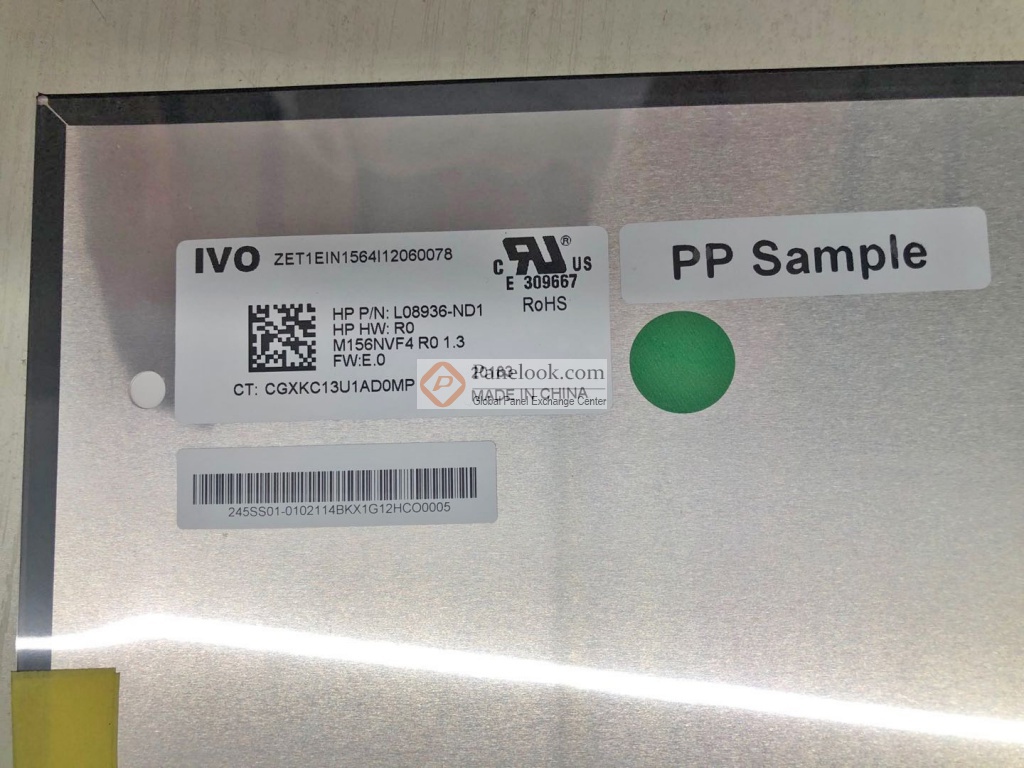 IVO ZET1EIN1564I12060078
C RU® US
E 309667
RoHS
PP Sample
HP P/N: L08936-ND1
HP HW: R0
M156NVF4 R0 1.3
FW:E.0
CT: CGXKC13U1AD0MP
MADE IN CHINA
Panelook.com
Global Panel Exchange Center
245SS01-0102114BKX1G12HCO0005